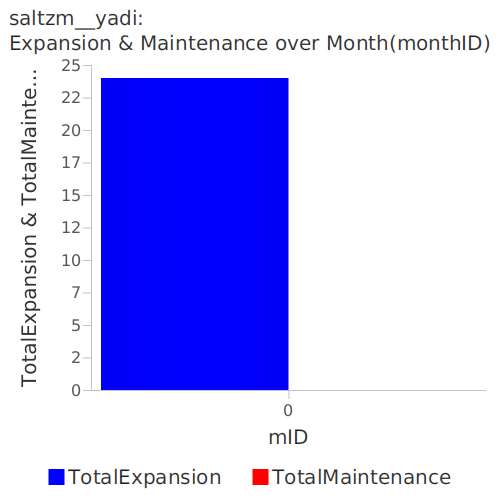 saltzm__yadi:
Expansion & Maintenance over Month(monthID)
TotalExpansion & TotalMainte...
25
22
20
17
15
12
10
7
5
2
0
0
mID
TotalExpansion
TotalMaintenance